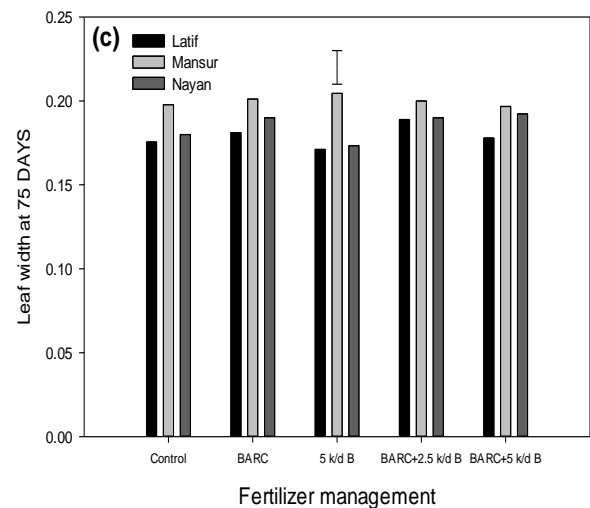 (c)
Latif
Mansur
Nayan
Leaf width at 75 DAYS
0.25
0.20
0.15
0.10
0.05
0.00
Control BARC 5 k/d B BARC+2.5 k/d B BARC+5 k/d B
Fertilizer management